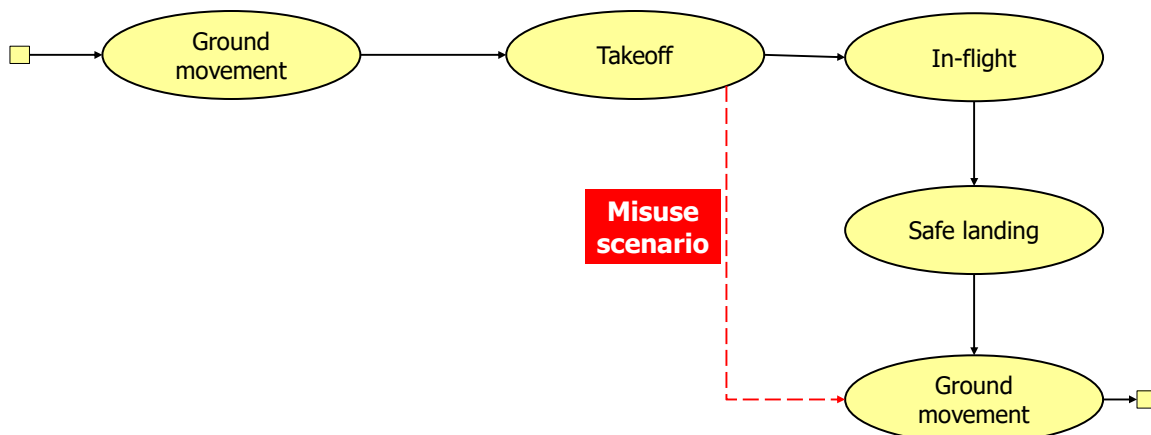 Ground
movement
Takeoff
In-flight
Misuse
scenario
Safe landing
Ground
movement